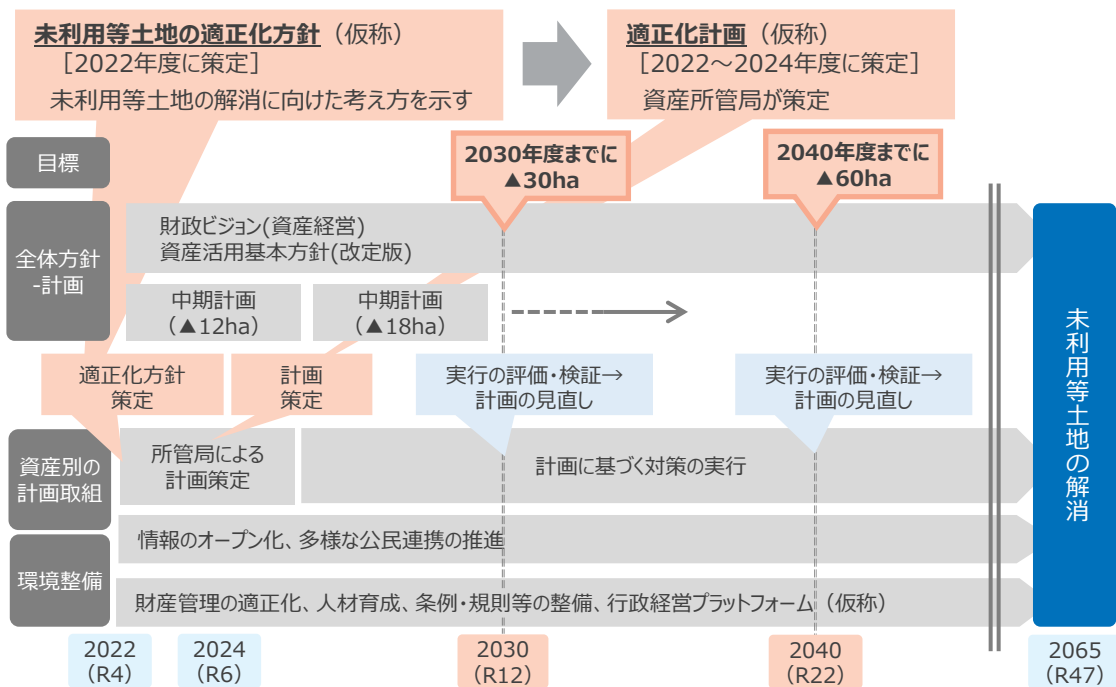 未利用等土地の適正化方針（仮称）
［2022年度に策定］
未利用等土地の解消に向けた考え方を示す
適正化計画（仮称）
［2022～2024年度に策定］
資産所管局が策定
目標
2030年度までに
▲30ha
2040年度までに
▲60ha
全体方針
-計画
財政ビジョン(資産経営)
資産活用基本方針(改定版)
中期計画
（▲12ha）
中期計画
（▲18ha）
適正化方針
策定
計画
策定
実行の評価・検証→
計画の見直し
実行の評価・検証→
計画の見直し
資産別の
計画取組
所管局による
計画策定
計画に基づく対策の実行
環境整備
情報のオープン化、多様な公民連携の推進
財産管理の適正化、人材育成、条例・規則等の整備、行政経営プラットフォーム（仮称）
未利用等土地の解消
2022
(R4)
2024
(R6)
2030
(R12)
2040
(R22)
2065
(R47)